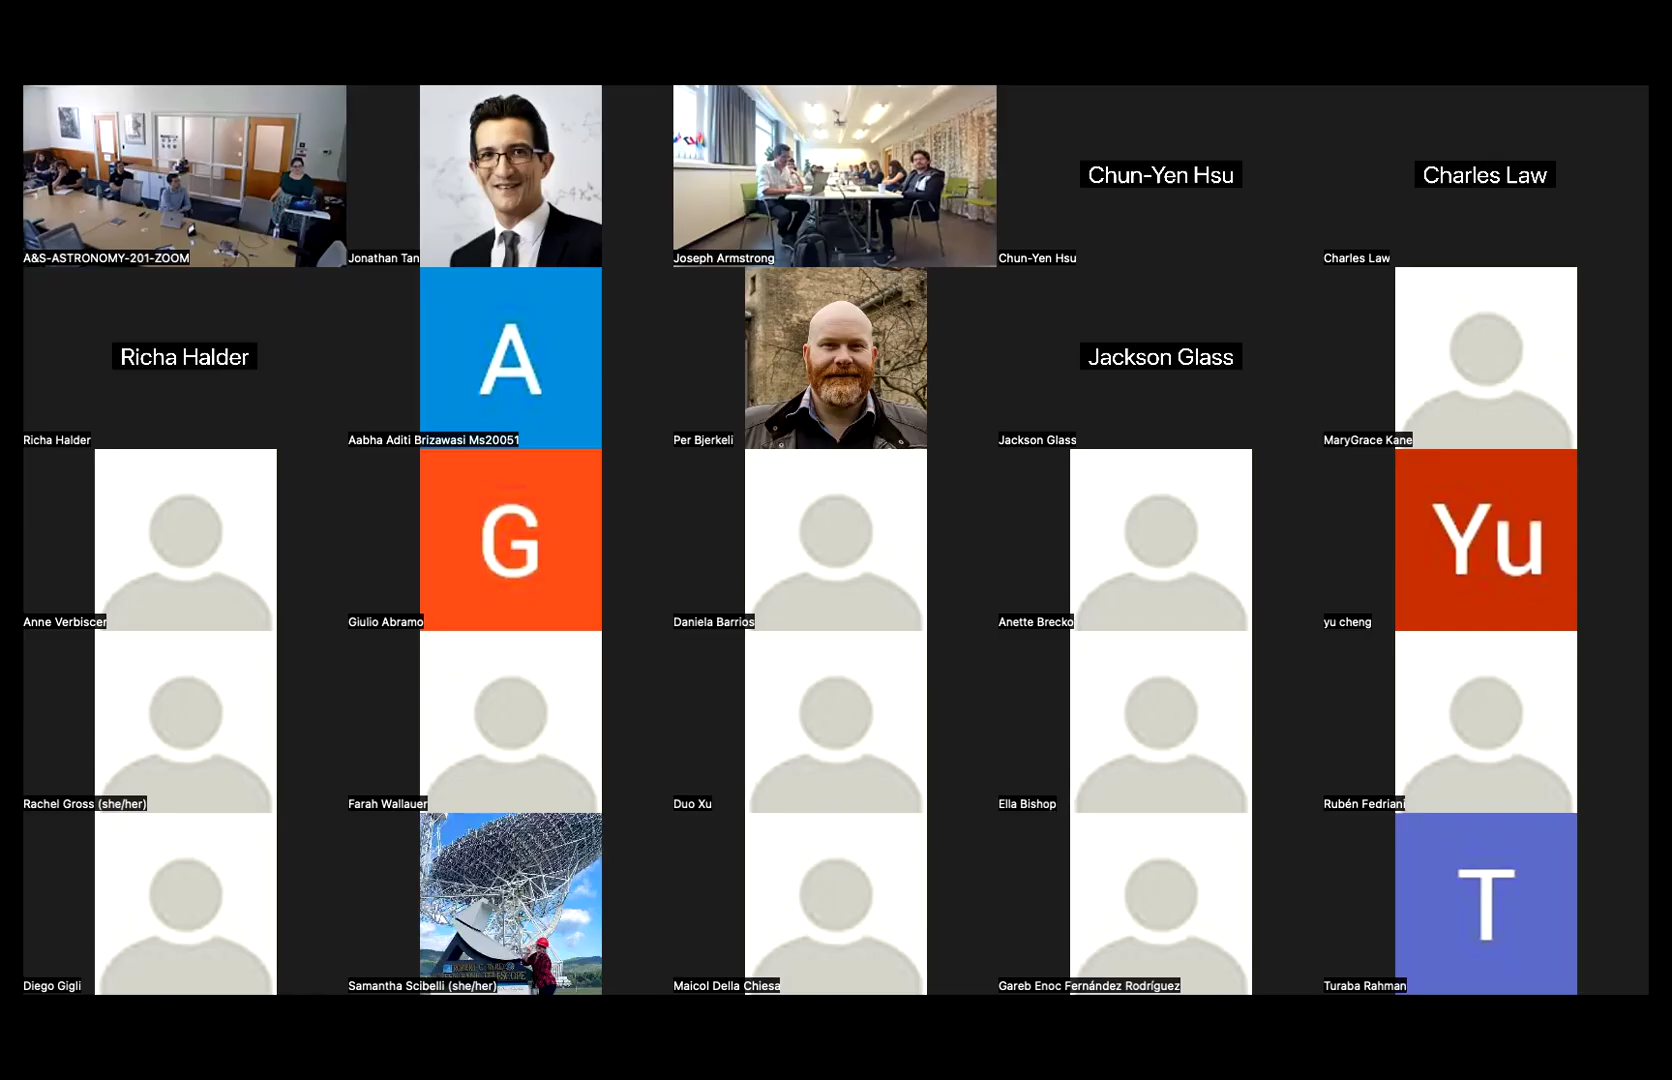 A&S-ASTRONOMY-201-ZOOM
Jonathan Tan
Joseph Armstrong
Chun-Yen Hsu
Chun-Yen Hsu
Charles Law
Charles Law
Richa Halder
Richa Halder
A
Aabha Aditi Brizawasi Ms20051
Per Bjerkeli
Jackson Glass
Jackson Glass
MaryGrace Kane
Anne Verbiscer
G
Giulio Abramo
Daniela Barrios
Anette Brecko
Yu
yu cheng
Rachel Gross (she/her)
Farah Wallauer
Duo Xu
Ella Bishop
Rubén Fedriani
Diego Gigli
Samantha Scibelli (she/her)
Maicol Della Chiesa
Gareb Enoc Fernández Rodríguez
T
Turaba Rahman